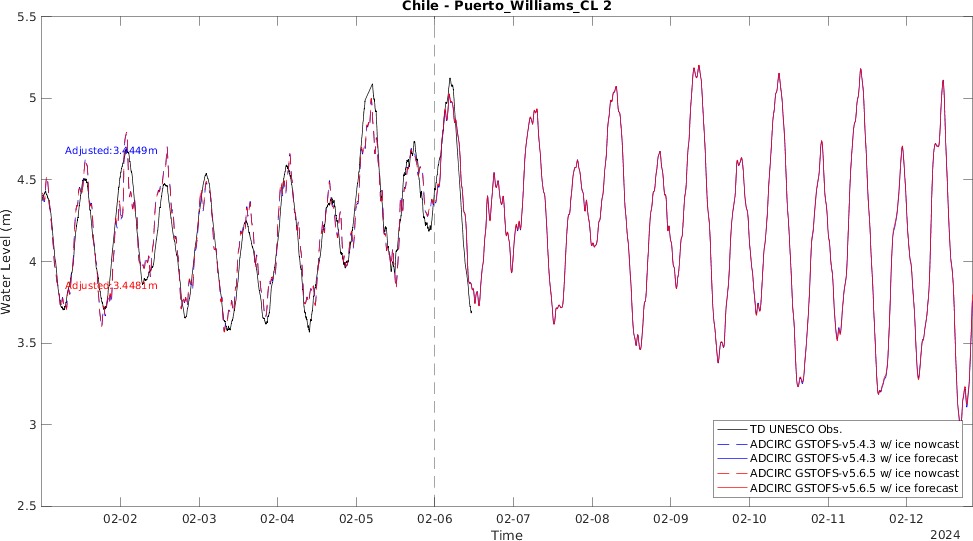 Chile - Puerto_Williams_CL 2
5.5
5
4.5
4
3.5
3
2.5
Water Level (m)
Adjusted:3.4449m
Adjusted:3.4481m
TD UNESCO Obs.
ADCIRC GSTOFS-v5.4.3 w/ ice nowcast
ADCIRC GSTOFS-v5.4.3 w/ ice forecast
ADCIRC GSTOFS-v5.6.5 w/ ice nowcast
ADCIRC GSTOFS-v5.6.5 w/ ice forecast
02-02 02-03 02-04 02-05 02-06 02-07 02-08 02-09 02-10 02-11 02-12
Time
2024